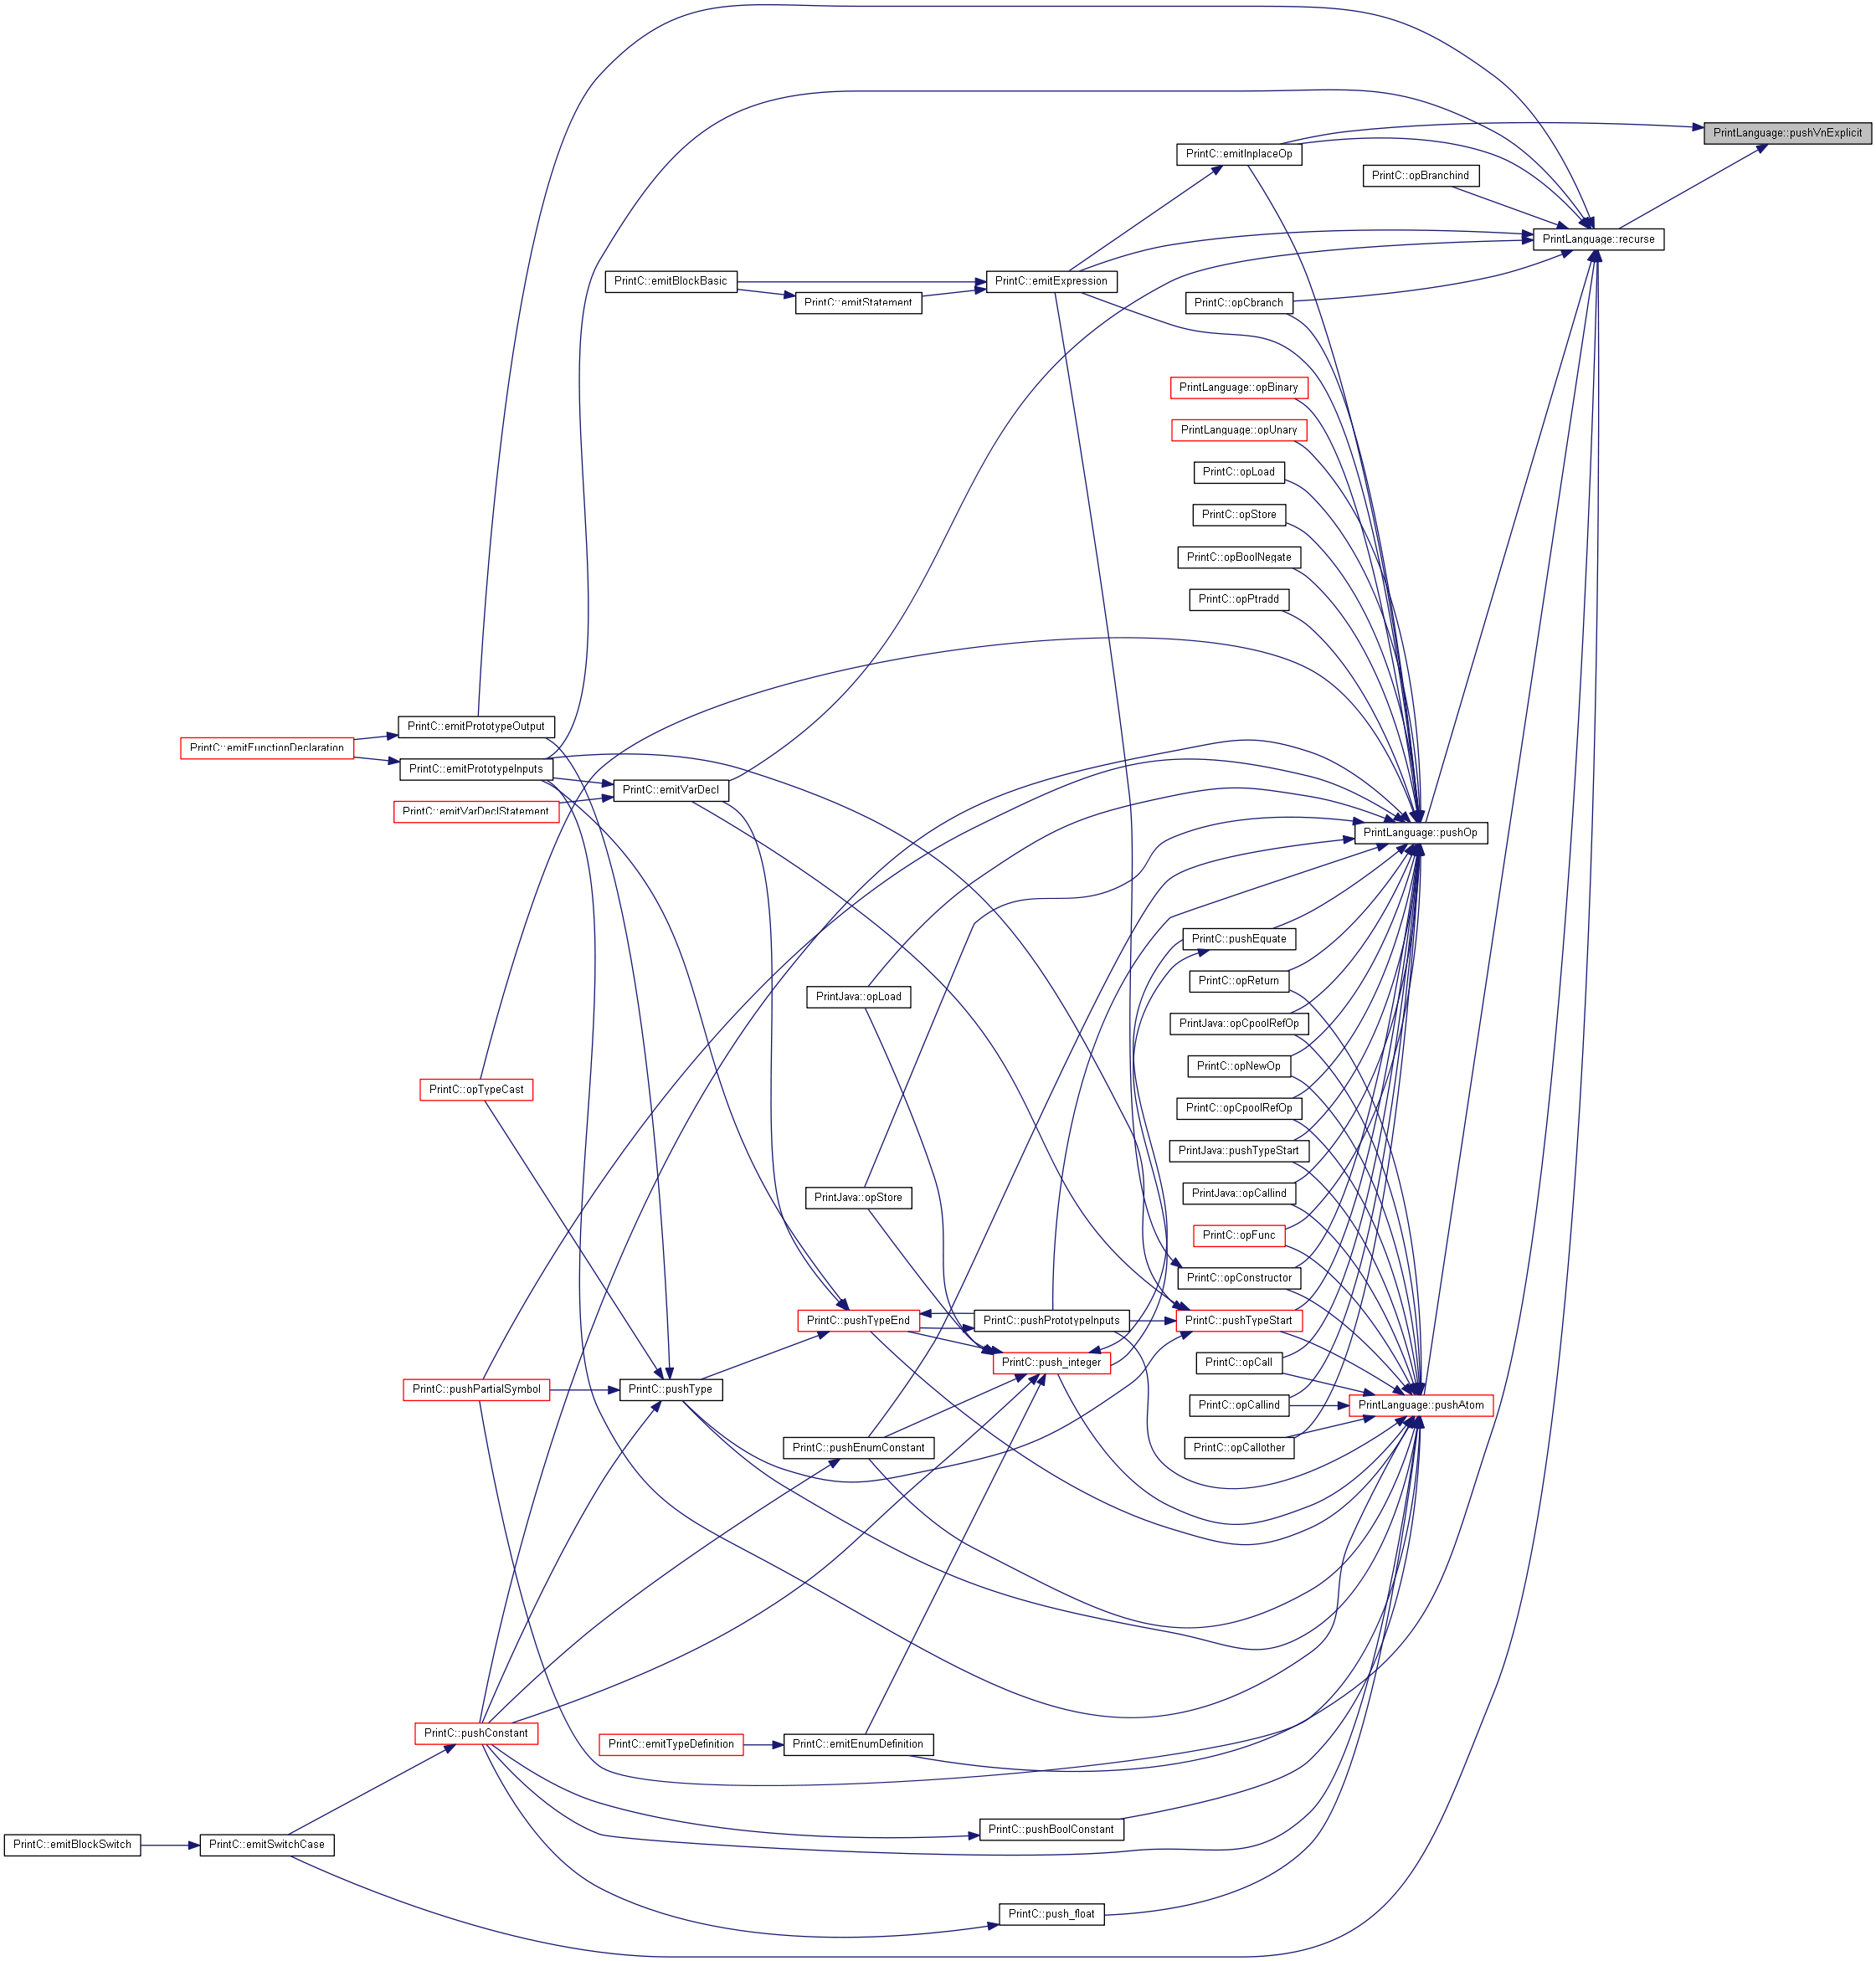 PrintLanguage::pushVnExplicit
PrintC::emitInplaceOp
PrintC::opBranchind
PrintLanguage::recurse
PrintC::emitBlockBasic
PrintC::emitExpression
PrintC::emitStatement
PrintC::opCbranch
PrintLanguage::opBinary
PrintLanguage::opUnary
PrintC::opLoad
PrintC::opStore
PrintC::opBoolNegate
PrintC::opPtradd
PrintC::emitPrototypeOutput
PrintC::emitFunctionDeclaration
PrintC::emitPrototypeInputs
PrintC::emitVarDecl
PrintC::emitVarDeclStatement
PrintLanguage::pushOp
PrintC::pushEquate
PrintC::opReturn
PrintJava::opLoad
PrintJava::opCpoolRefOp
PrintC::opNewOp
PrintC::opTypeCast
PrintC::opCpoolRefOp
PrintJava::pushTypeStart
PrintJava::opStore
PrintJava::opCallind
PrintC::opFunc
PrintC::opConstructor
PrintC::pushTypeEnd
PrintC::pushPrototypeInputs
PrintC::pushTypeStart
PrintC::push_integer
PrintC::opCall
PrintC::pushPartialSymbol
PrintC::pushType
PrintC::opCallind
PrintLanguage::pushAtom
PrintC::pushEnumConstant
PrintC::opCallother
PrintC::pushConstant
PrintC::emitTypeDefinition
PrintC::emitEnumDefinition
PrintC::pushBoolConstant
PrintC::emitBlockSwitch
PrintC::emitSwitchCase
PrintC::push_float